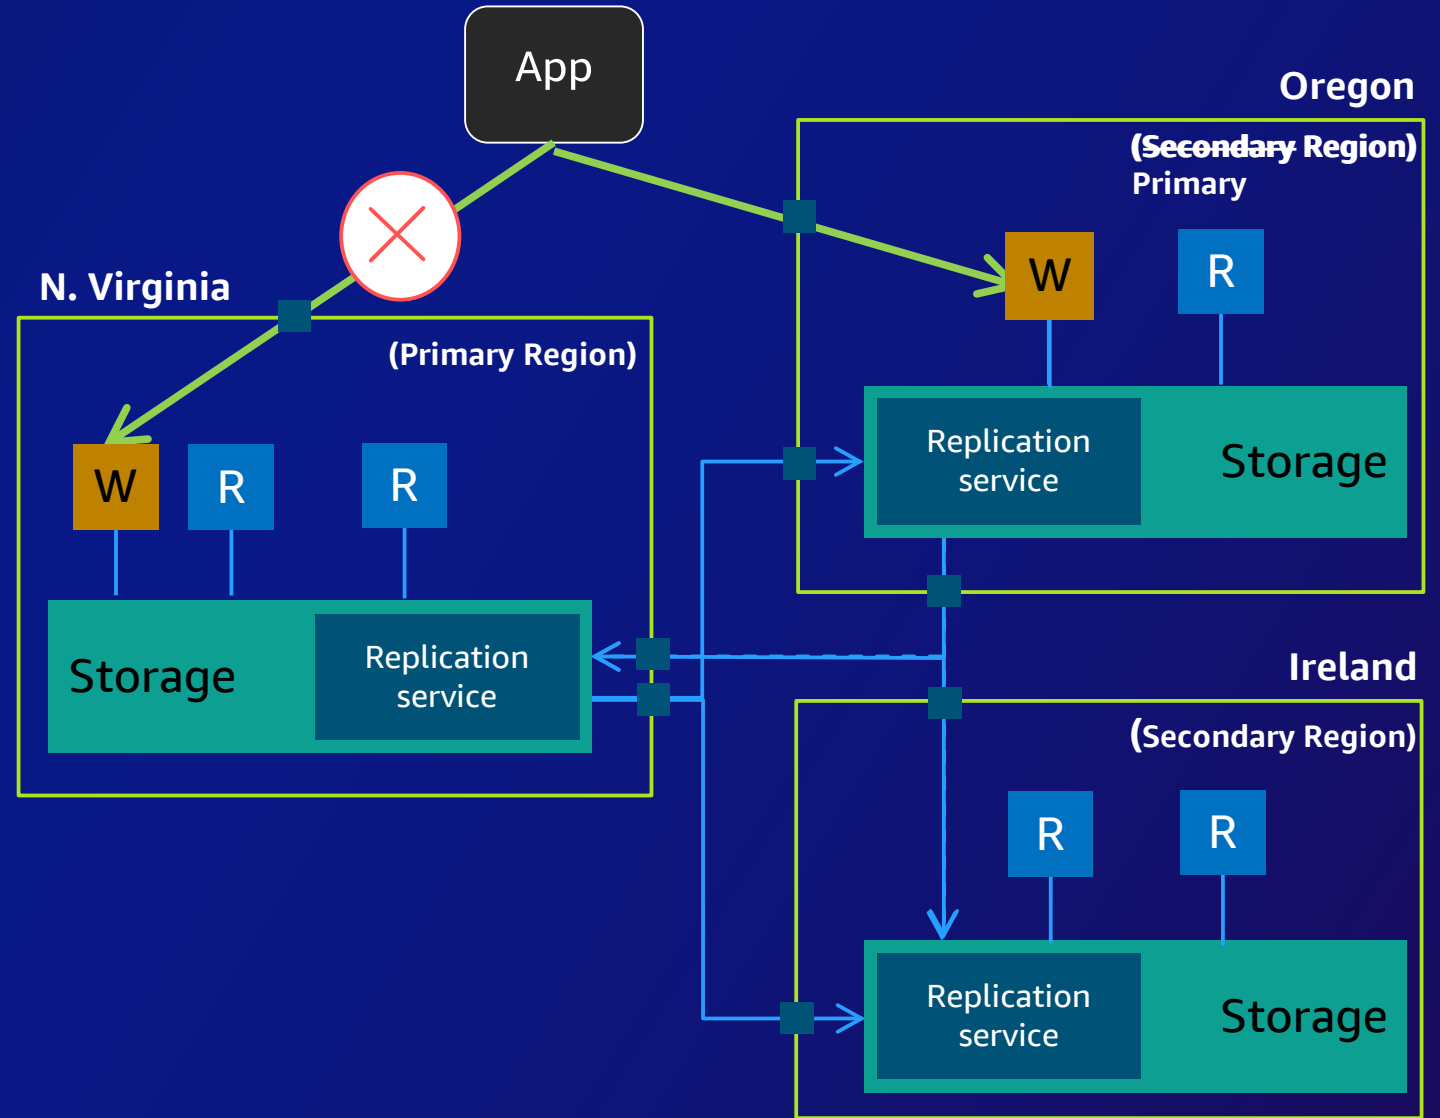 App
Oregon
(Secondary Region)
Primary
W
R
Replication
service
Storage
N. Virginia
(Primary Region)
W
R
R
Storage
Replication
service
Ireland
(Secondary Region)
R
R
Replication
service
Storage